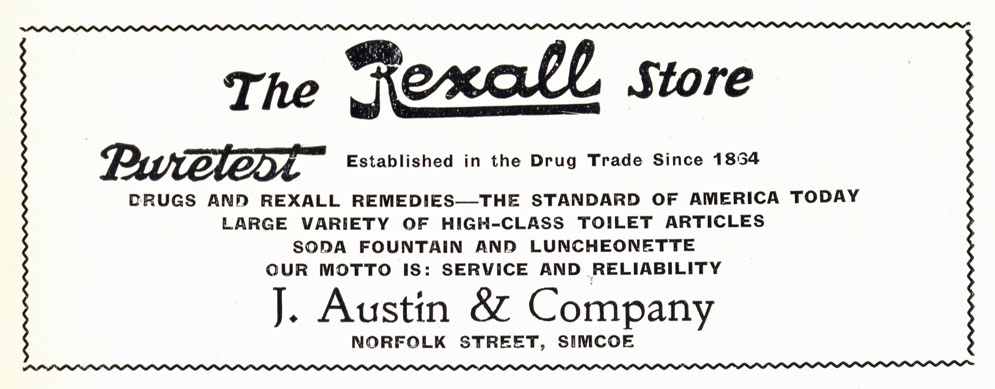 The Rexall Store
Puretest Established in the Drug Trade Since 1864
DRUGS AND REXALL REMEDIES—THE STANDARD OF AMERICA TODAY
LARGE VARIETY OF HIGH-CLASS TOILET ARTICLES
SODA FOUNTAIN AND LUNCHEONETTE
OUR MOTTO IS: SERVICE AND RELIABILITY
J. Austin & Company
NORFOLK STREET, SIMCOE